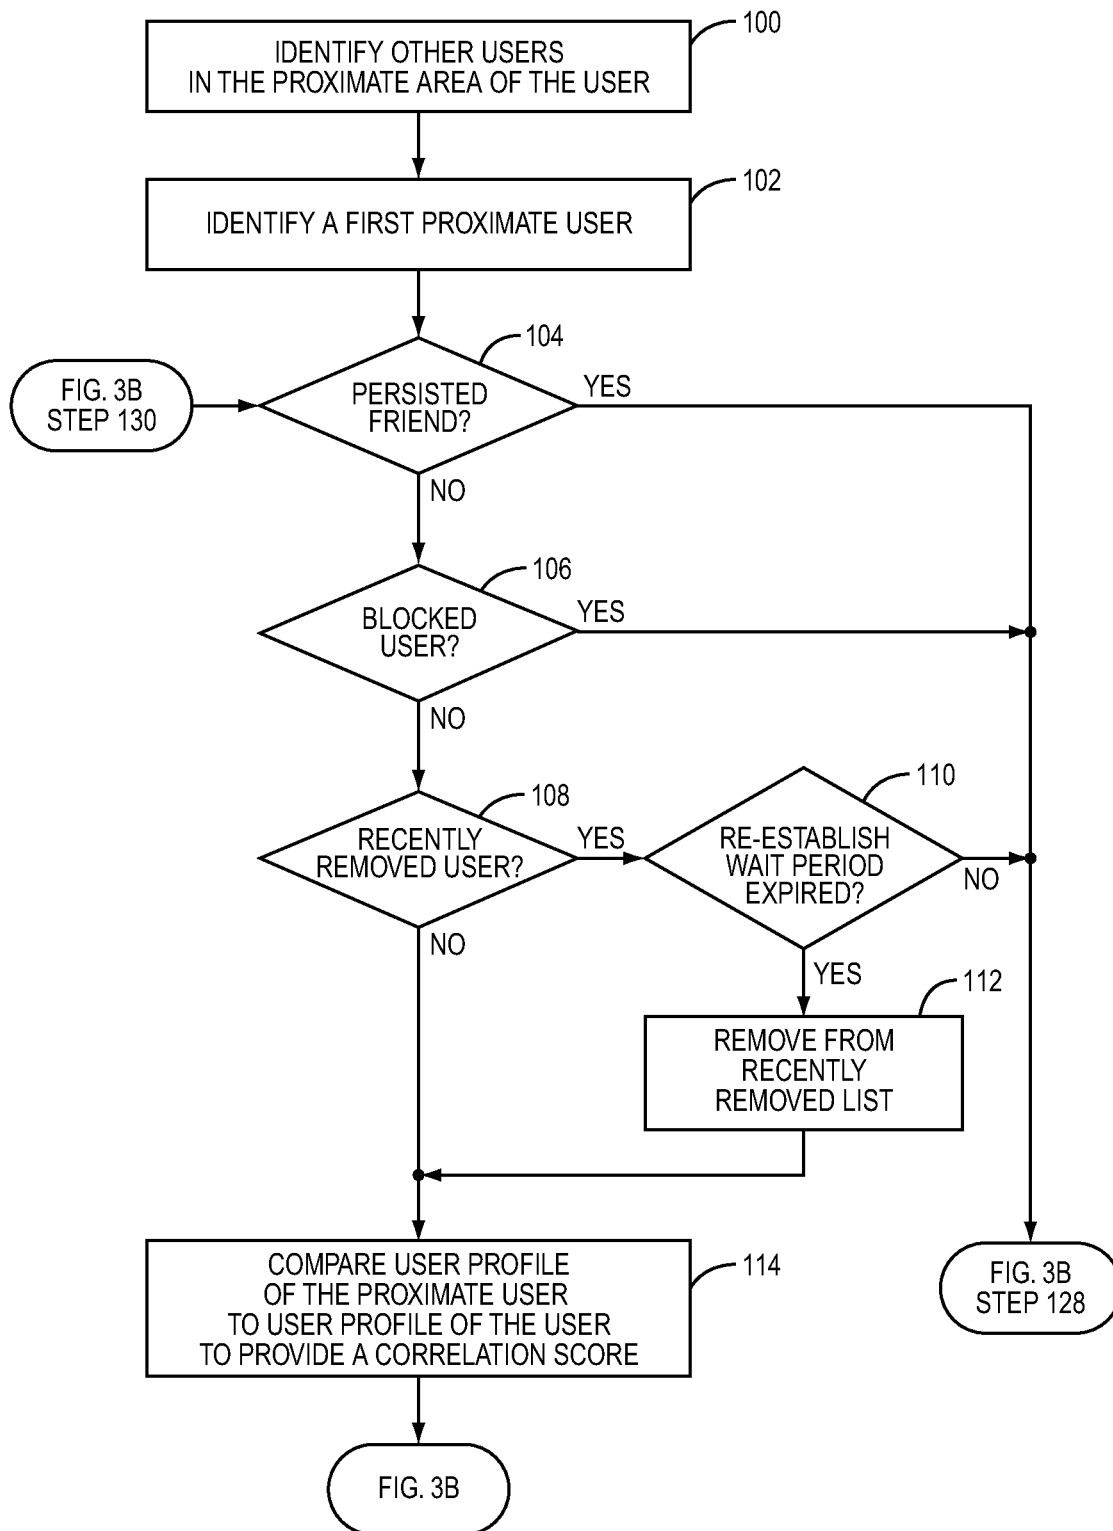 100
IDENTIFY OTHER USERS
IN THE PROXIMATE AREA OF THE USER
102
IDENTIFY A FIRST PROXIMATE USER
104
FIG. 3B
STEP 130
PERSISTED
FRIEND?
YES
NO
106
BLOCKED
USER?
YES
NO
108
RECENTLY
REMOVED USER?
YES
NO
110
RE-ESTABLISH
WAIT PERIOD
EXPIRED?
NO
YES
112
REMOVE FROM
RECENTLY
REMOVED LIST
114
COMPARE USER PROFILE
OF THE PROXIMATE USER
TO USER PROFILE OF THE USER
TO PROVIDE A CORRELATION SCORE
FIG. 3B
STEP 128
FIG. 3B